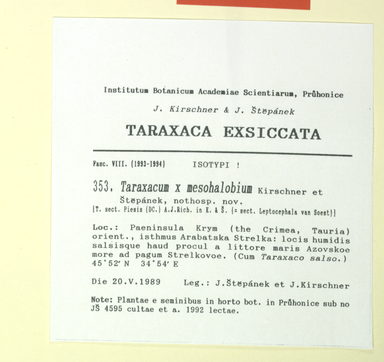 Institutum Botanicum Academiae Scientiarum, Průhonice
J. Kirschner & J. Štěpánek
TARAXACA EXSICCATA
Fasc. VIII. (1993-1994) ISOTYPI !
353. Taraxacum x mesohalobium Kirschner et
Štěpánek, nothosp. nov.
[T. sect. Piesis (DC.) A.J.Rich. in K. & Š. (= sect. Leptocephala van Soest)]
Loc.: Paeninsula Krym (the Crimea, Tauria)
orient., isthmus Arabatska Strelka: locis humidis
salsisque haud procul a littore maris Azovskoe
more ad pagum Strelkovoe. (Cum Taraxaco salso.)
45°52'N 34°54'E
Die 20.V.1989 Leg.: J.Štěpánek et J.Kirschner
Note: Plantae e seminibus in horto bot. in Průhonice sub no
JŠ 4595 cultae et a. 1992 lectae.